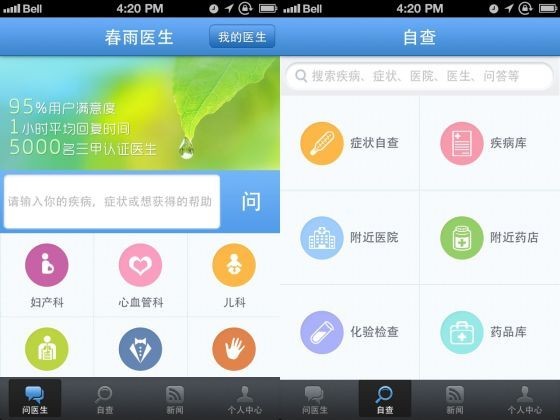 Bell 4:20 PM
春雨医生
我的医生
95%用户满意度
1小时平均回复时间
5000名三甲认证医生
请输入你的疾病，症状或想获得的帮助
问
妇产科
心血管科
儿科
问医生
自查
新闻
个人中心
Bell 4:20 PM
自查
搜索疾病、症状、医院、医生、问答等
症状自查
疾病库
附近医院
附近药店
化验检查
药品库
问医生
自查
新闻
个人中心